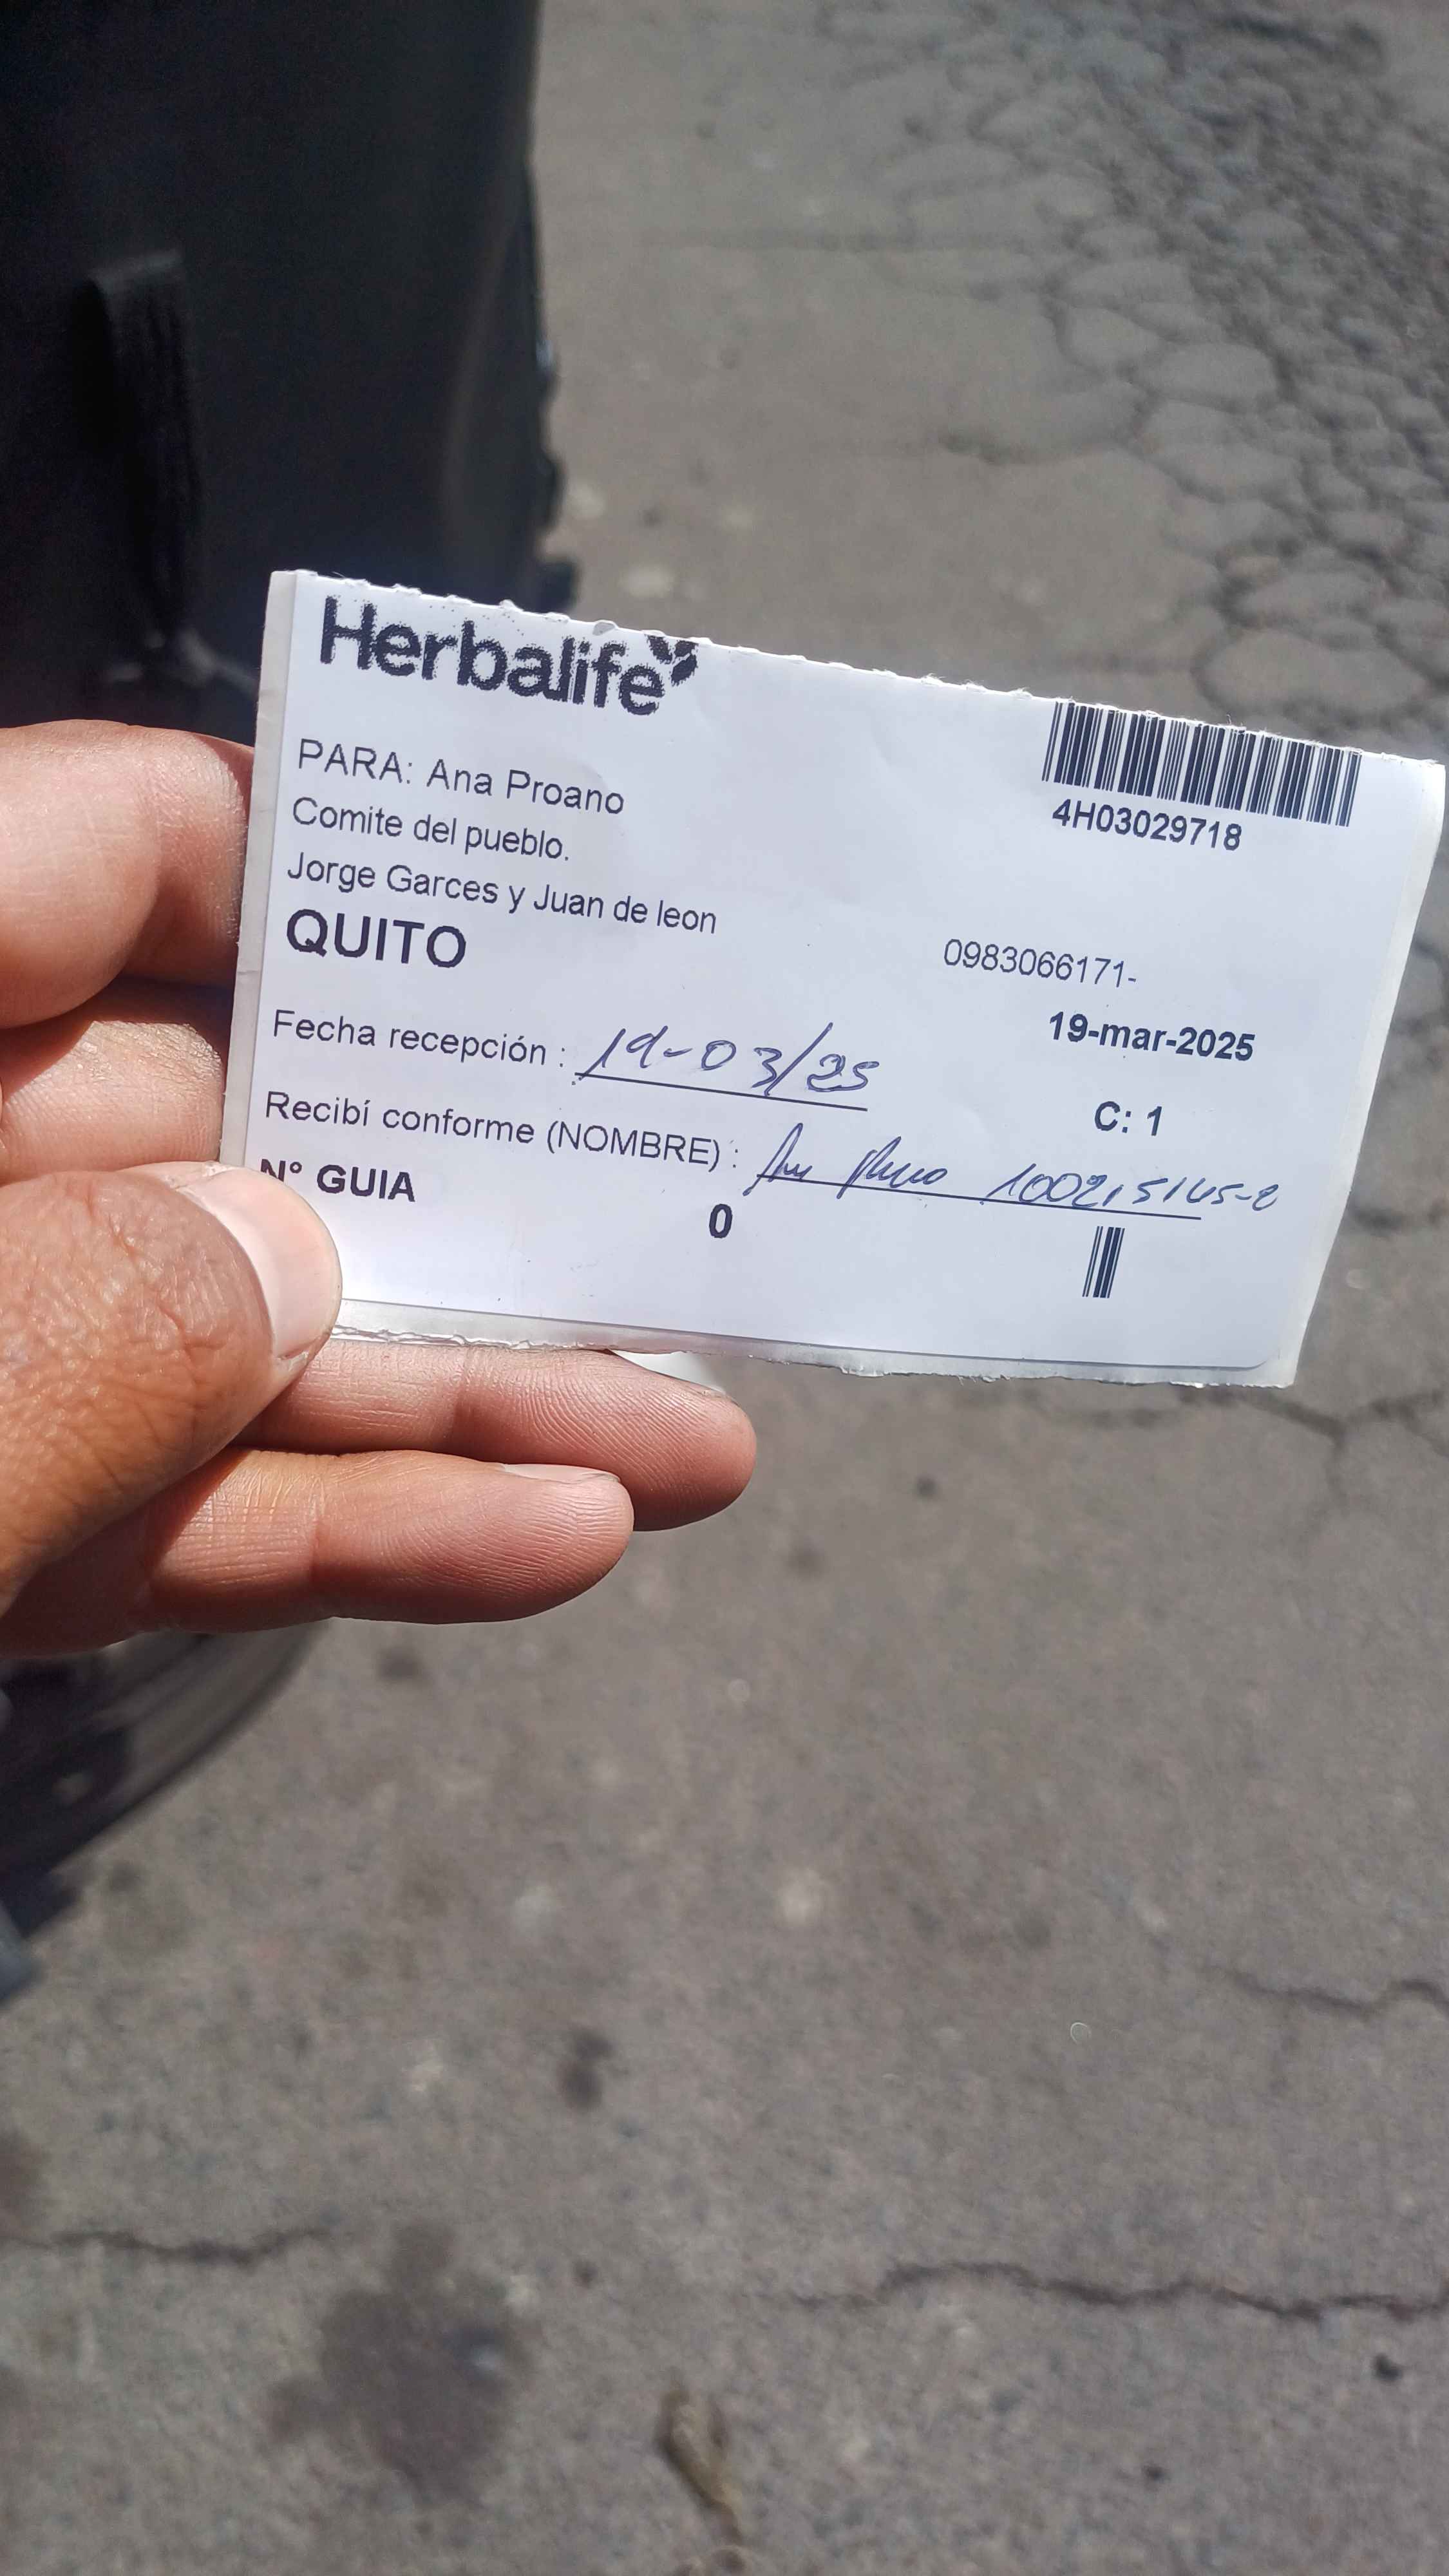 Herbalife
4H03029718
PARA: Ana Proano
Comite del pueblo.
Jorge Garces y Juan de leon
QUITO
0983066171-
19-mar-2025
Fecha recepción : 19-03/25
C: 1
Recibí conforme (NOMBRE) :
N° GUIA
0